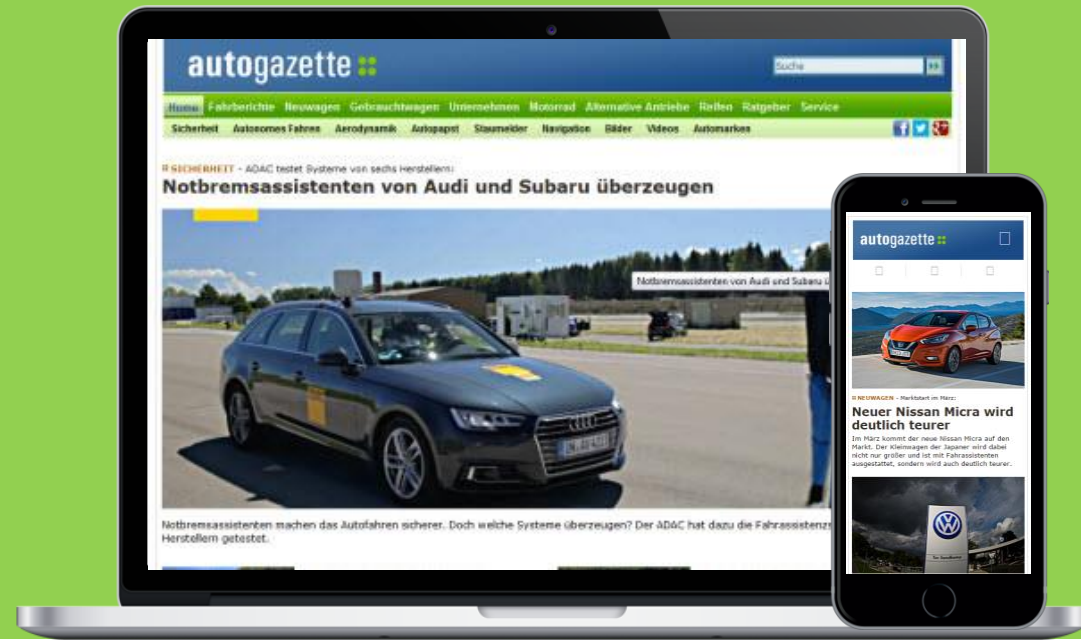 autogazette
Suche
Home Fahrberichte Neuwagen Gebrauchtwagen Unternehmen Motorrad Alternative Antriebe Reifen Ratgeber Service
Sicherheit Autonomes Fahren Aerodynamik Autopapst Staumelder Navigation Bilder Videos Automarken
SICHERHEIT - ADAC testet Systeme von sechs Herstellern:
Notbremsassistenten von Audi und Subaru überzeugen
Notbremsassistenten von Audi und Subaru ü
Notbremsassistenten machen das Autofahren sicherer. Doch welche Systeme überzeugen? Der ADAC hat dazu die Fahrassistenz
Herstellern getestet.
autogazette
NEUWAGEN - Marktstart im März:
Neuer Nissan Micra wird
deutlich teurer
Im März kommt der neue Nissan Micra auf den
Markt. Der Kleinwagen der Japaner wird dabei
nicht nur größer und ist mit Fahrassistenten
ausgestattet, sondern wird auch deutlich teurer.